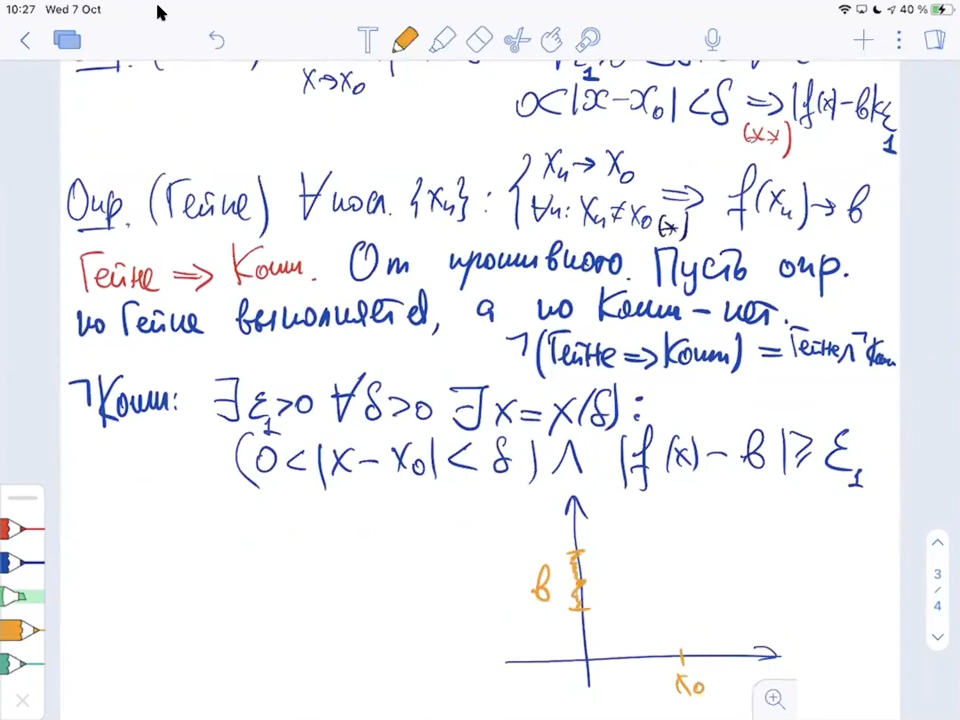 10:27 Wed 7 Oct 40 %
T
x→x₀
1
0<|x-x₀|<δ ⇒ |f(x)-b|<ε₁
(**)
Опр. (Гейне) ∀ посл. {xₙ} : { xₙ→x₀
∀n: xₙ≠x₀ (*) ⇒ f(xₙ)→b
Гейне ⇒ Коши. От противного. Пусть опр.
по Гейне выполняется, а по Коши - нет.
¬(Гейне ⇒ Коши) = Гейне∧¬Коши
¬Коши: ∃ε₁>0 ∀δ>0 ∃x=x(δ):
(0<|x-x₀|<δ) ∧ |f(x)-b|≥ε₁
b
x₀
3
/
4